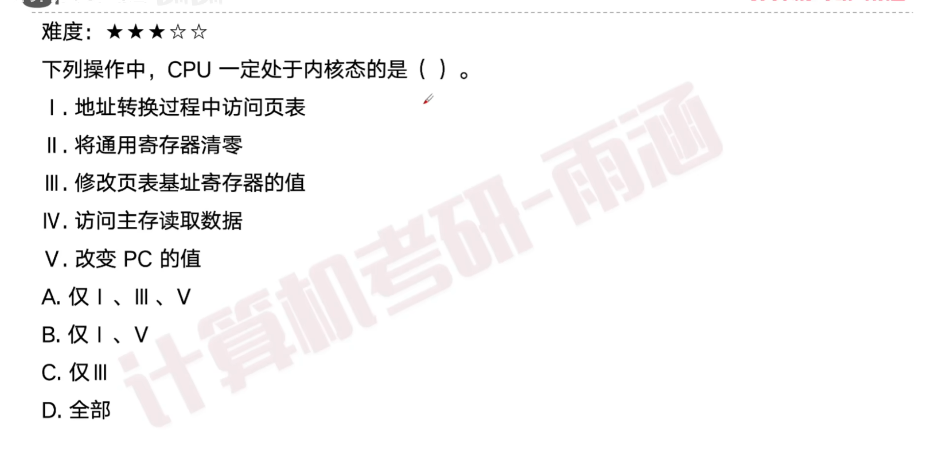 难度：★★★☆☆
下列操作中，CPU 一定处于内核态的是（ ）。
Ⅰ. 地址转换过程中访问页表
Ⅱ. 将通用寄存器清零
Ⅲ. 修改页表基址寄存器的值
Ⅳ. 访问主存读取数据
Ⅴ. 改变 PC 的值
A. 仅Ⅰ、Ⅲ、Ⅴ
B. 仅Ⅰ、Ⅴ
C. 仅Ⅲ
D. 全部
计算机考研-雨涵